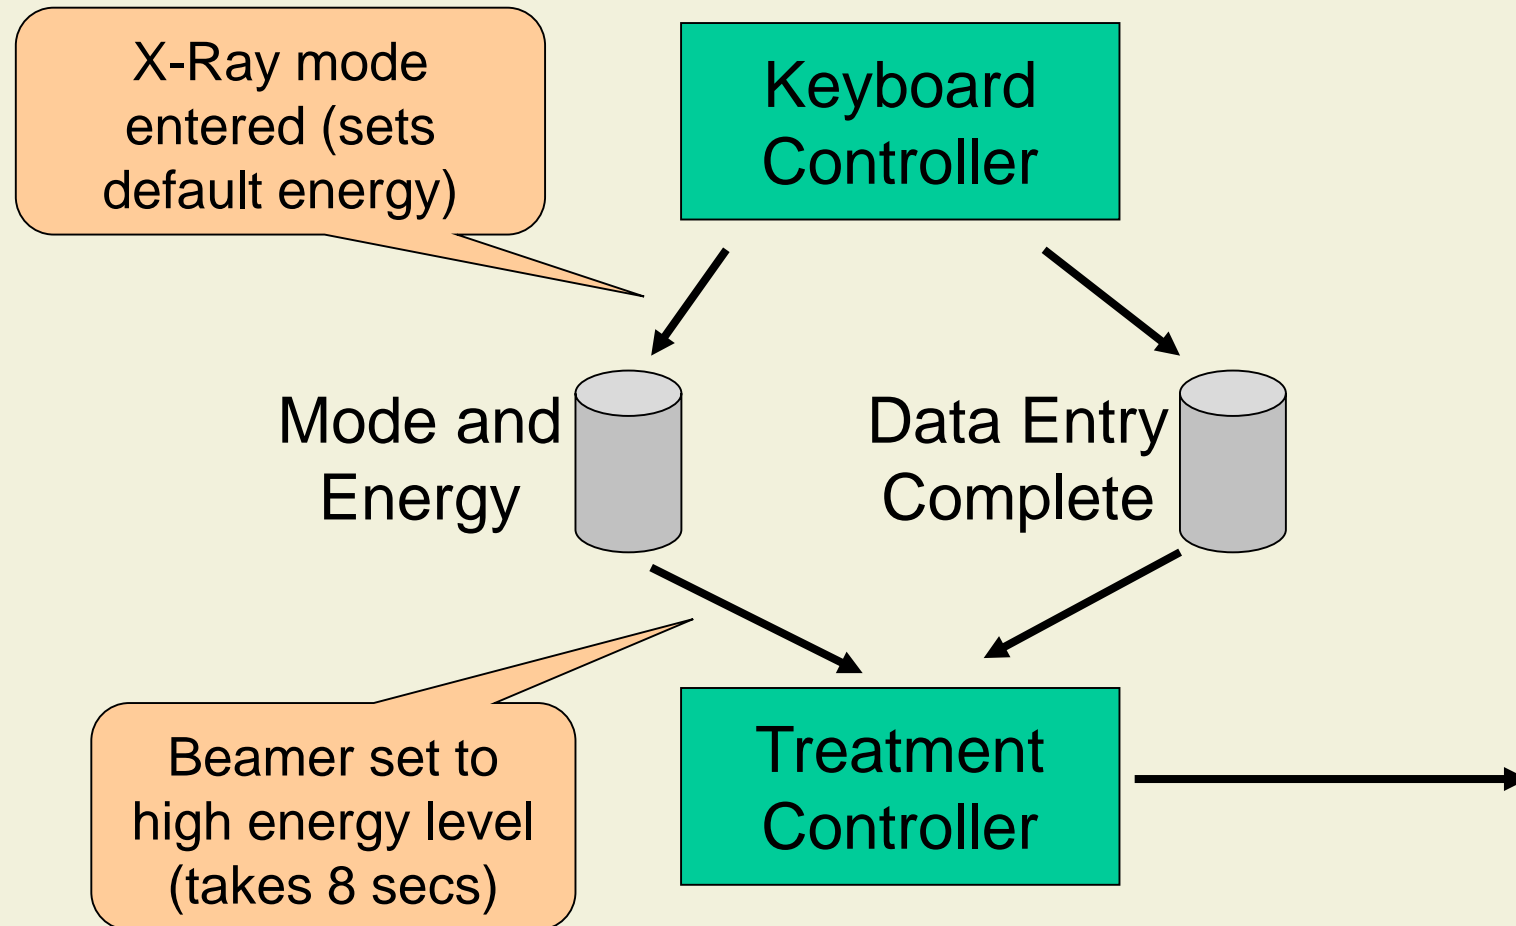 X-Ray mode
entered (sets
default energy)
Keyboard
Controller
Mode and
Energy
Data Entry
Complete
Beamer set to
high energy level
(takes 8 secs)
Treatment
Controller